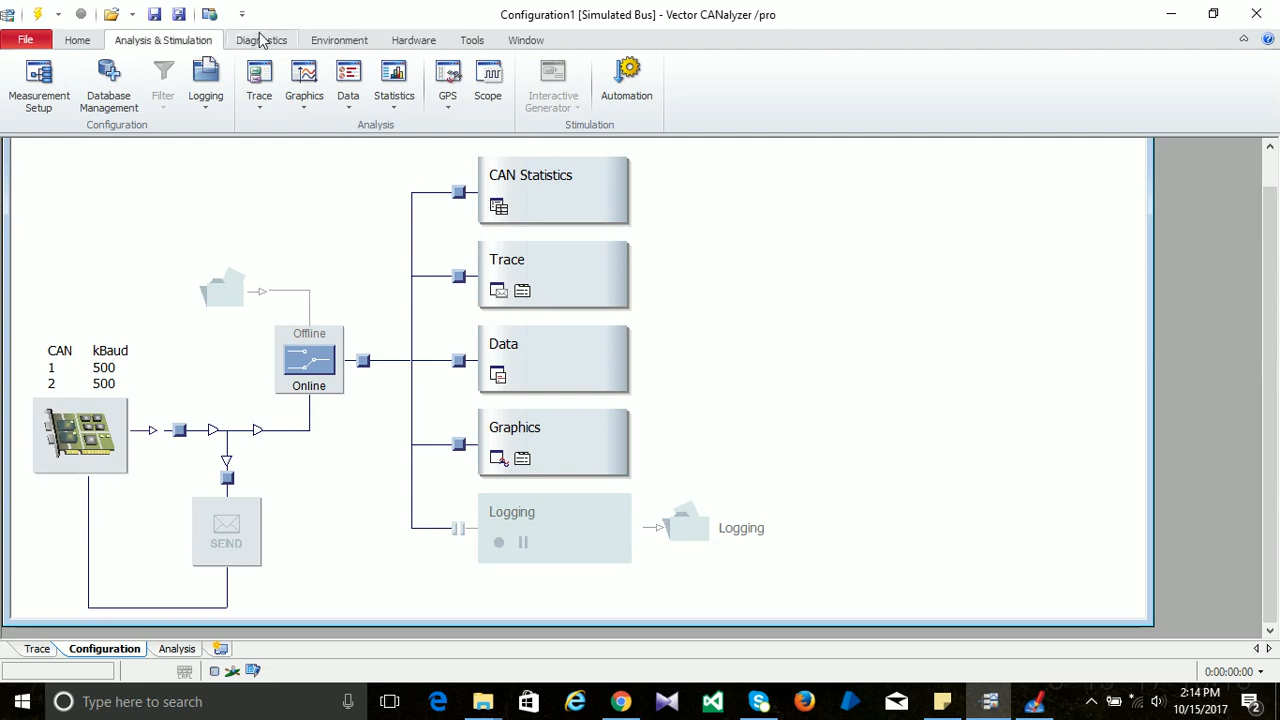 Configuration1 [Simulated Bus] - Vector CANalyzer /pro
File Home Analysis & Stimulation Diagnostics Environment Hardware Tools Window
Measurement Setup
Database Management
Filter
Logging
Trace
Graphics
Data
Statistics
GPS
Scope
Interactive Generator
Automation
Configuration
Analysis
Stimulation
CAN Statistics
Trace
Offline
Data
CAN kBaud
1 500
2 500
Online
Graphics
SEND
Logging
Logging
Trace Configuration Analysis
0:00:00:00
Type here to search
2:14 PM
10/15/2017
2